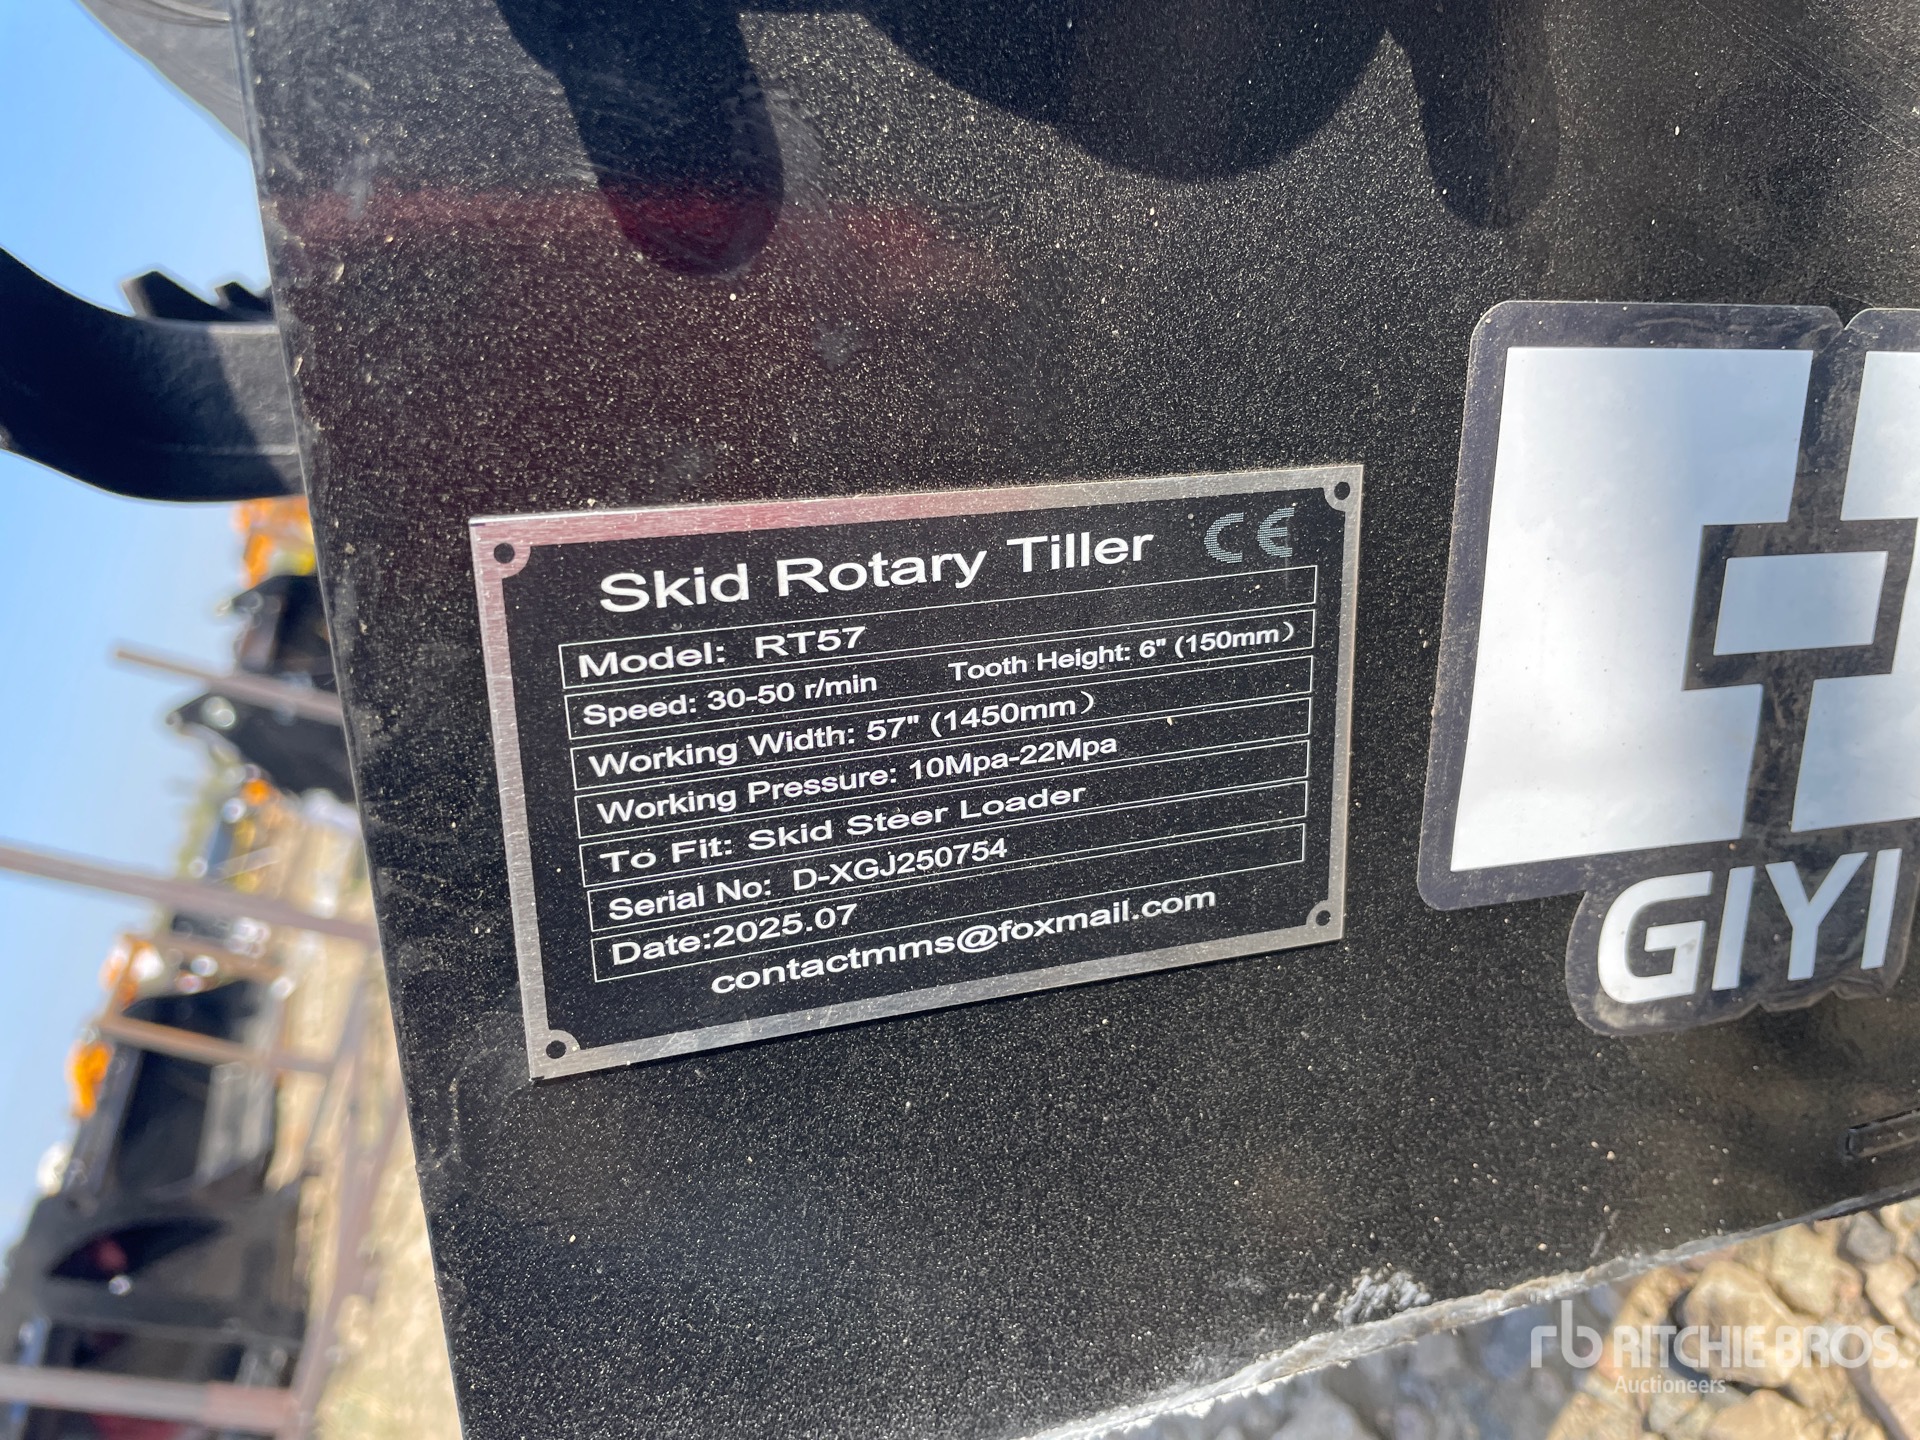 Skid Rotary Tiller CE
Model: RT57
Speed: 30-50 r/min Tooth Height: 6" (150mm)
Working Width: 57" (1450mm)
Working Pressure: 10Mpa-22Mpa
To Fit: Skid Steer Loader
Serial No: D-XGJ250754
Date:2025.07
contactmms@foxmail.com
GIYI
rb RITCHIE BROS.
Auctioneers